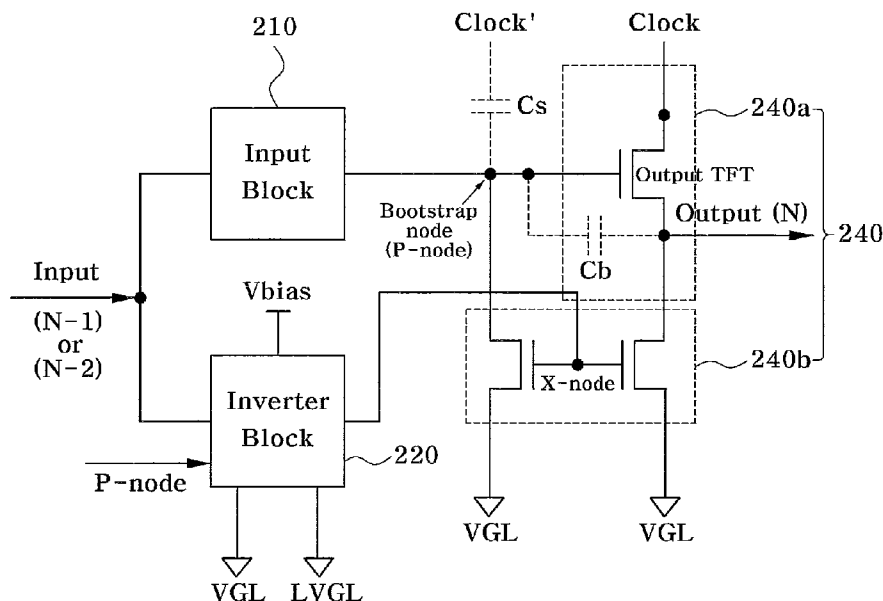 Clock'
Clock
210
Cs
240a
Input
Block
Output TFT
Bootstrap
node
(P-node)
Output (N)
240
Cb
Input
(N-1)
or
(N-2)
Vbias
240b
X-node
Inverter
Block
220
P-node
VGL
VGL
VGL
LVGL